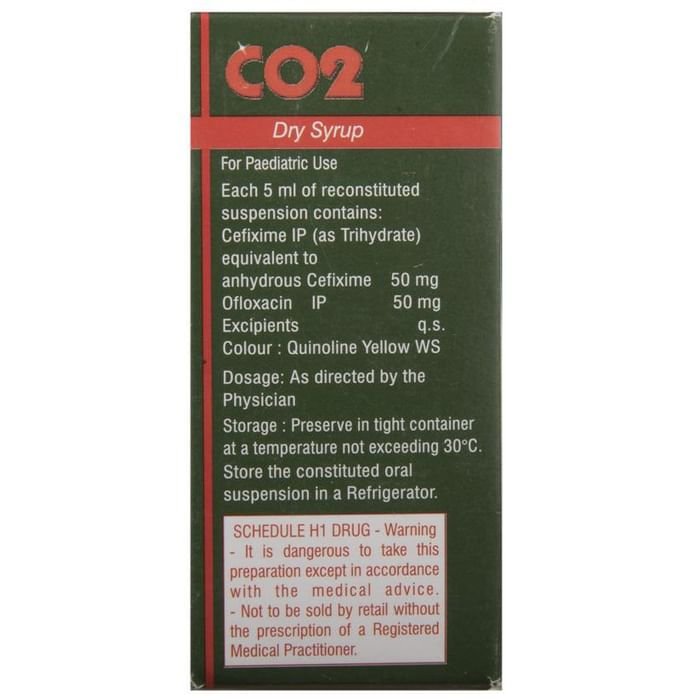 CO2
Dry Syrup
For Paediatric Use
Each 5 ml of reconstituted
suspension contains:
Cefixime IP (as Trihydrate)
equivalent to
anhydrous Cefixime 50 mg
Ofloxacin IP 50 mg
Excipients q.s.
Colour : Quinoline Yellow WS
Dosage: As directed by the
Physician
Storage : Preserve in tight container
at a temperature not exceeding 30°C.
Store the constituted oral
suspension in a Refrigerator.
SCHEDULE H1 DRUG - Warning
- It is dangerous to take this
preparation except in accordance
with the medical advice.
- Not to be sold by retail without
the prescription of a Registered
Medical Practitioner.